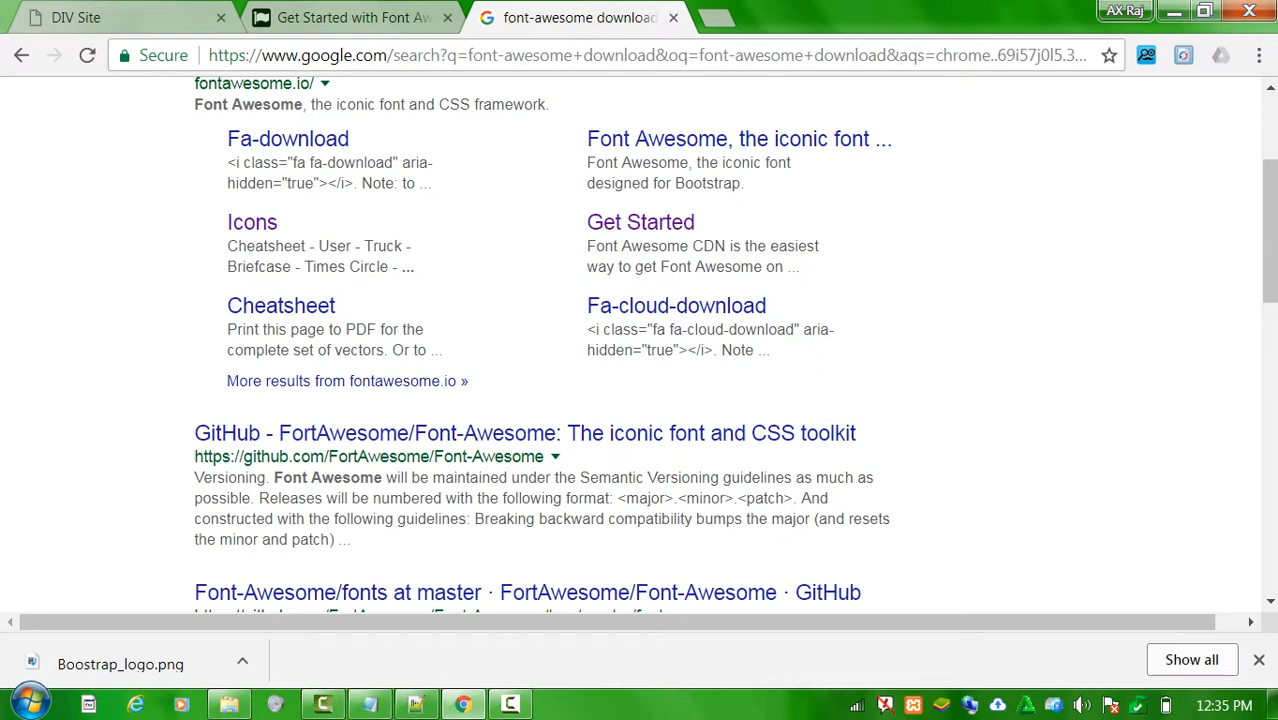 DIV Site
Get Started with Font Aw
font-awesome download
AX Raj
Secure
https://www.google.com/search?q=font-awesome+download&oq=font-awesome+download&aqs=chrome..69i57j0l5.3...
fontawesome.io/
Font Awesome, the iconic font and CSS framework.
Fa-download
<i class="fa fa-download" aria-
hidden="true"></i>. Note: to ...
Font Awesome, the iconic font ...
Font Awesome, the iconic font
designed for Bootstrap.
Icons
Cheatsheet - User - Truck -
Briefcase - Times Circle - ...
Get Started
Font Awesome CDN is the easiest
way to get Font Awesome on ...
Cheatsheet
Print this page to PDF for the
complete set of vectors. Or to ...
Fa-cloud-download
<i class="fa fa-cloud-download" aria-
hidden="true"></i>. Note ...
More results from fontawesome.io »
GitHub - FortAwesome/Font-Awesome: The iconic font and CSS toolkit
https://github.com/FortAwesome/Font-Awesome
Versioning. Font Awesome will be maintained under the Semantic Versioning guidelines as much as
possible. Releases will be numbered with the following format: <major>.<minor>.<patch>. And
constructed with the following guidelines: Breaking backward compatibility bumps the major (and resets
the minor and patch) ...
Font-Awesome/fonts at master · FortAwesome/Font-Awesome · GitHub
Boostrap_logo.png
Show all
12:35 PM